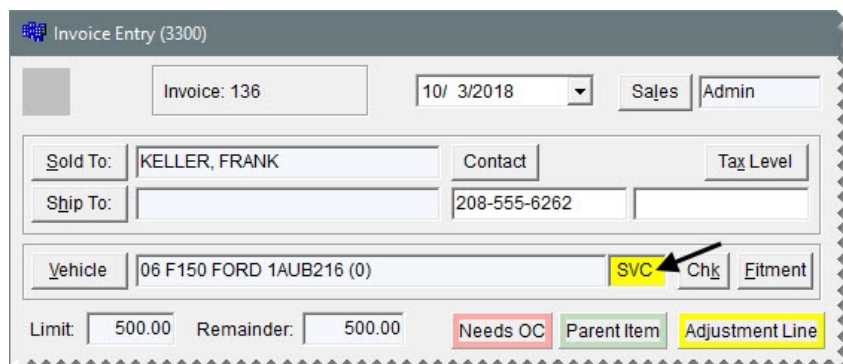 Invoice Entry (3300)
Invoice: 136 10/ 3/2018 Sales Admin
Sold To: KELLER, FRANK Contact Tax Level
Ship To: 208-555-6262
Vehicle 06 F150 FORD 1AUB216 (0) SVC Chk Fitment
Limit: 500.00 Remainder: 500.00 Needs OC Parent Item Adjustment Line